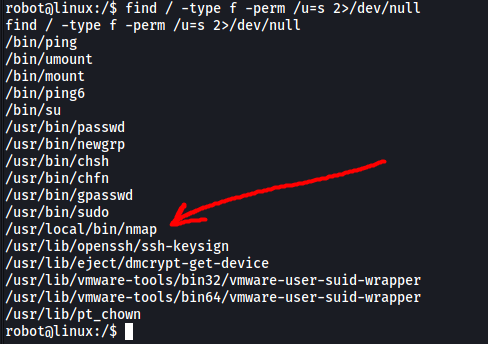 robot@linux:/$ find / -type f -perm /u=s 2>/dev/null
find / -type f -perm /u=s 2>/dev/null
/bin/ping
/bin/umount
/bin/mount
/bin/ping6
/bin/su
/usr/bin/passwd
/usr/bin/newgrp
/usr/bin/chsh
/usr/bin/chfn
/usr/bin/gpasswd
/usr/bin/sudo
/usr/local/bin/nmap
/usr/lib/openssh/ssh-keysign
/usr/lib/eject/dmcrypt-get-device
/usr/lib/vmware-tools/bin32/vmware-user-suid-wrapper
/usr/lib/vmware-tools/bin64/vmware-user-suid-wrapper
/usr/lib/pt_chown
robot@linux:/$